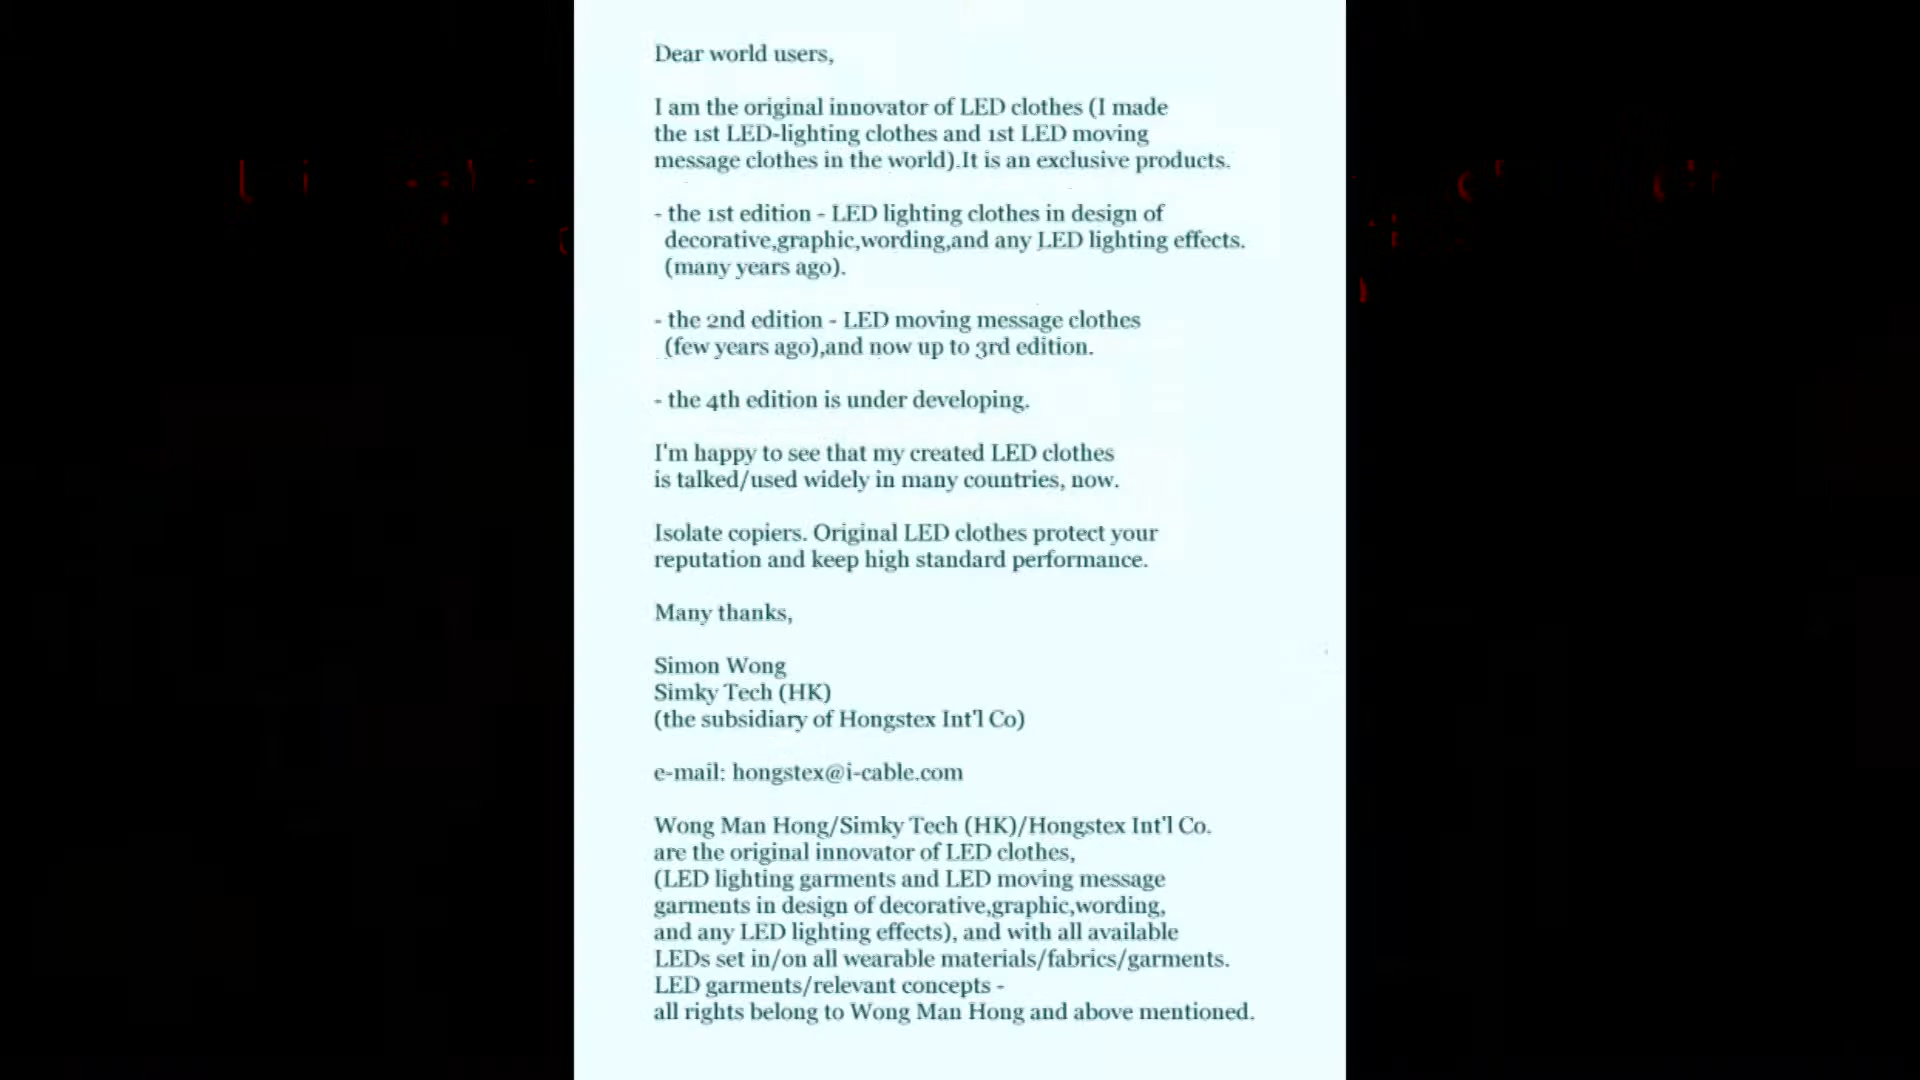 Dear world users,
I am the original innovator of LED clothes (I made
the 1st LED-lighting clothes and 1st LED moving
message clothes in the world).It is an exclusive products.
- the 1st edition - LED lighting clothes in design of
decorative,graphic,wording,and any LED lighting effects.
(many years ago).
- the 2nd edition - LED moving message clothes
(few years ago),and now up to 3rd edition.
- the 4th edition is under developing.
I'm happy to see that my created LED clothes
is talked/used widely in many countries, now.
Isolate copiers. Original LED clothes protect your
reputation and keep high standard performance.
Many thanks,
Simon Wong
Simky Tech (HK)
(the subsidiary of Hongstex Int'l Co)
e-mail: hongstex@i-cable.com
Wong Man Hong/Simky Tech (HK)/Hongstex Int'l Co.
are the original innovator of LED clothes,
(LED lighting garments and LED moving message
garments in design of decorative,graphic,wording,
and any LED lighting effects), and with all available
LEDs set in/on all wearable materials/fabrics/garments.
LED garments/relevant concepts -
all rights belong to Wong Man Hong and above mentioned.